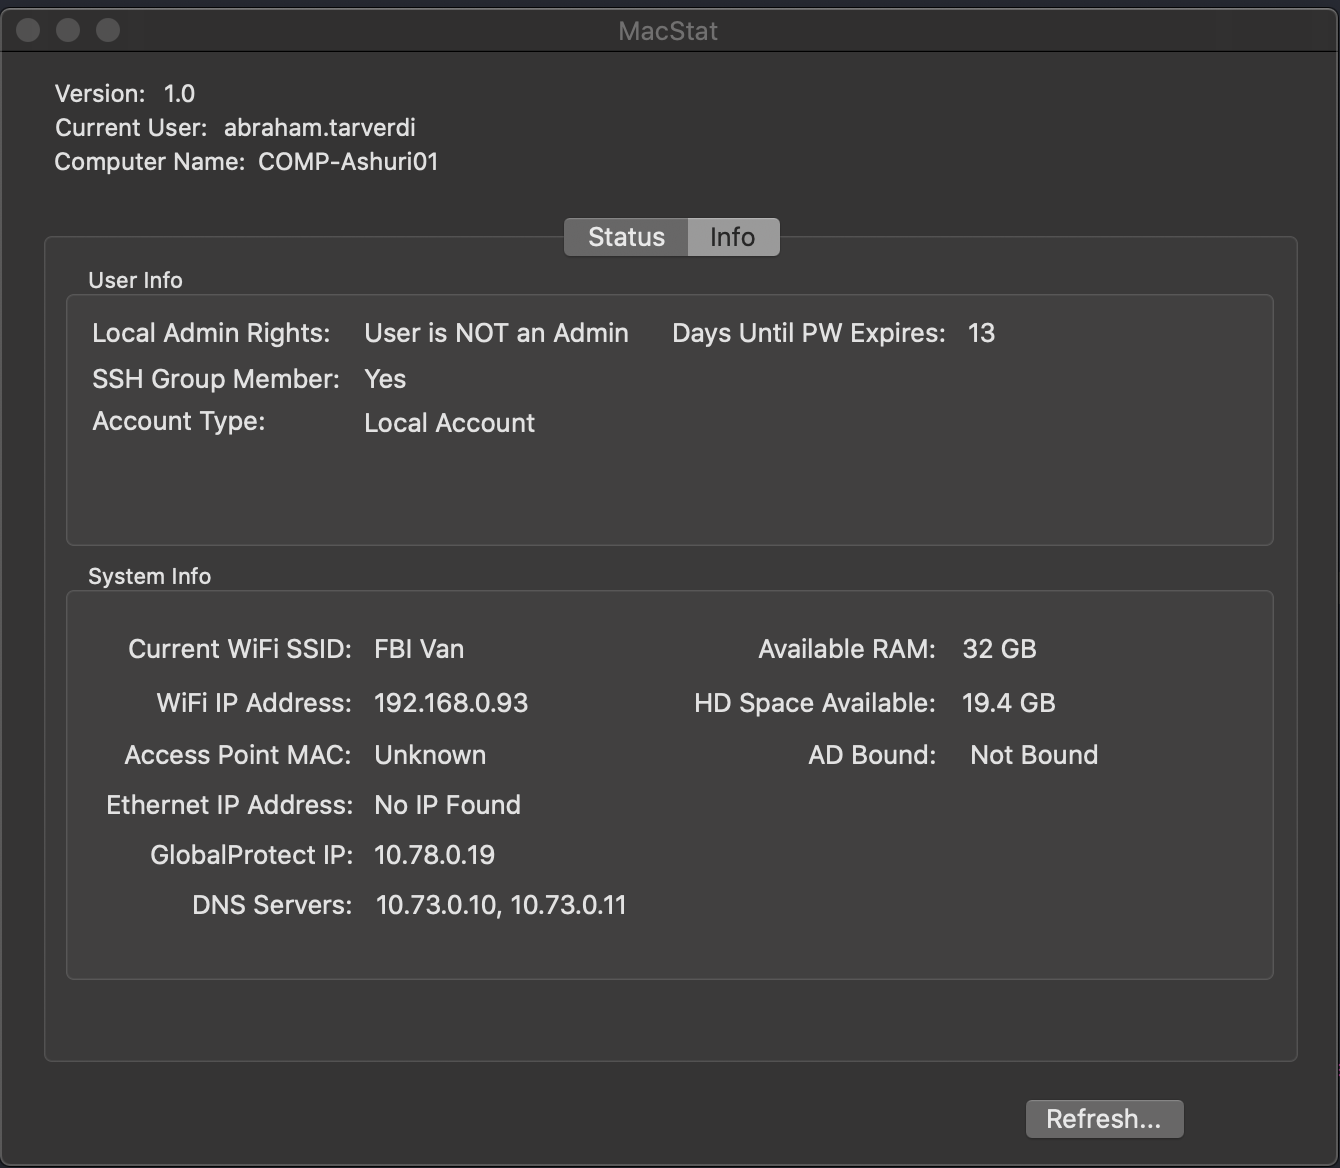 MacStat
Version: 1.0
Current User: abraham.tarverdi
Computer Name: COMP-Ashuri01
Status Info
User Info
Local Admin Rights: User is NOT an Admin Days Until PW Expires: 13
SSH Group Member: Yes
Account Type: Local Account
System Info
Current WiFi SSID: FBI Van Available RAM: 32 GB
WiFi IP Address: 192.168.0.93 HD Space Available: 19.4 GB
Access Point MAC: Unknown AD Bound: Not Bound
Ethernet IP Address: No IP Found
GlobalProtect IP: 10.78.0.19
DNS Servers: 10.73.0.10, 10.73.0.11
Refresh...